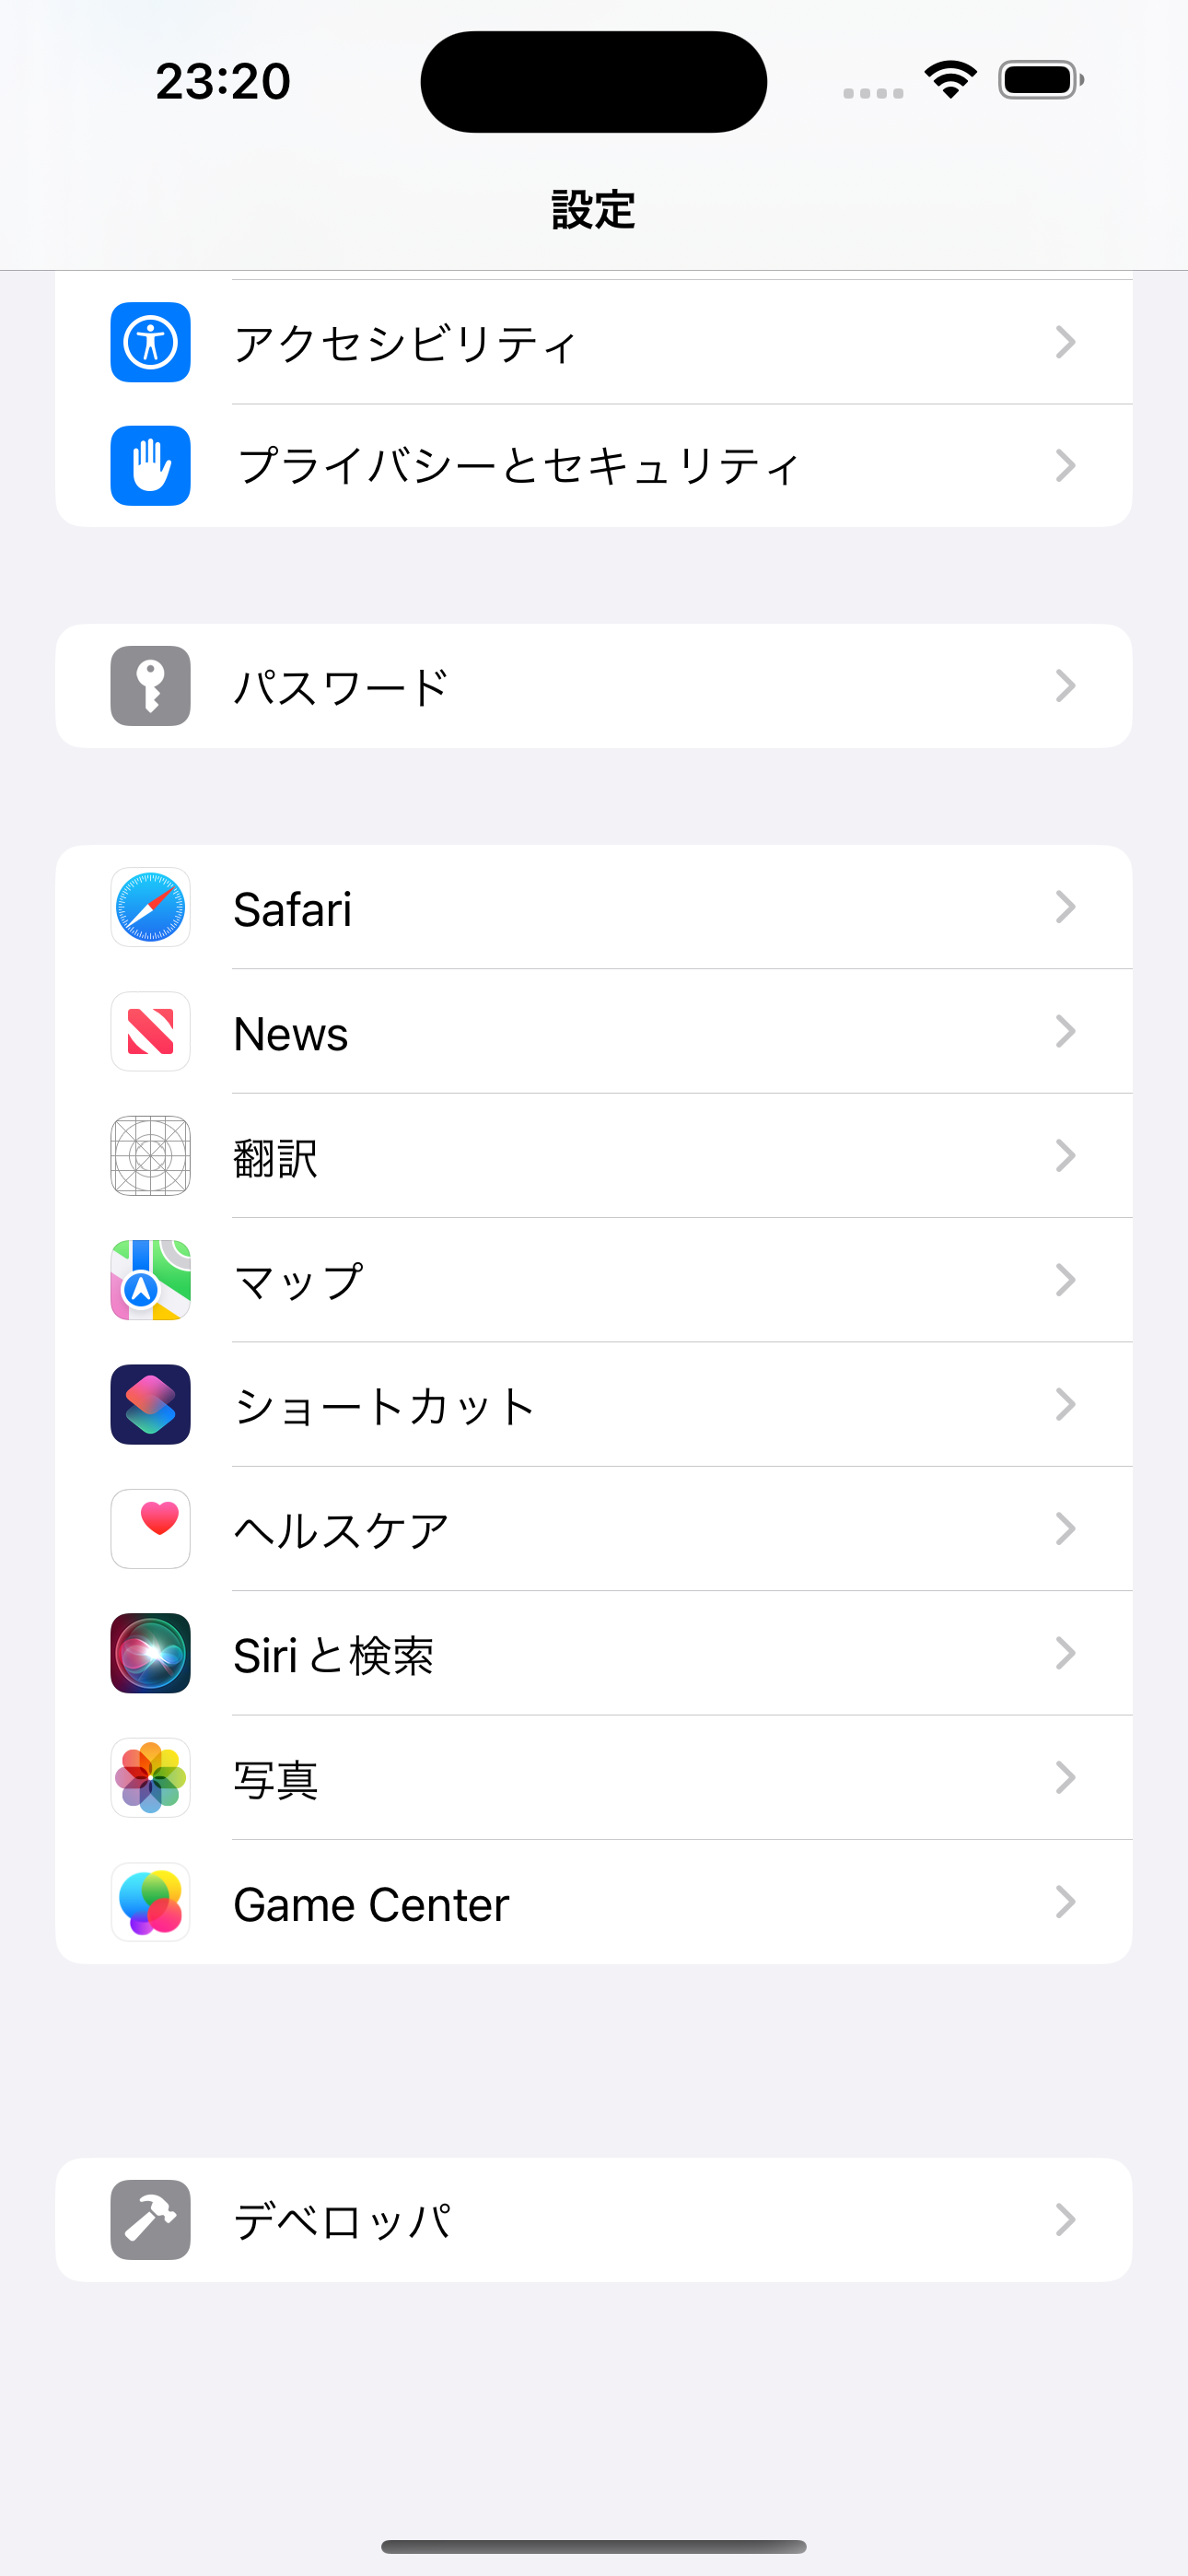 23:20
設定
アクセシビリティ
プライバシーとセキュリティ
パスワード
Safari
News
翻訳
マップ
ショートカット
ヘルスケア
Siriと検索
写真
Game Center
デベロッパ